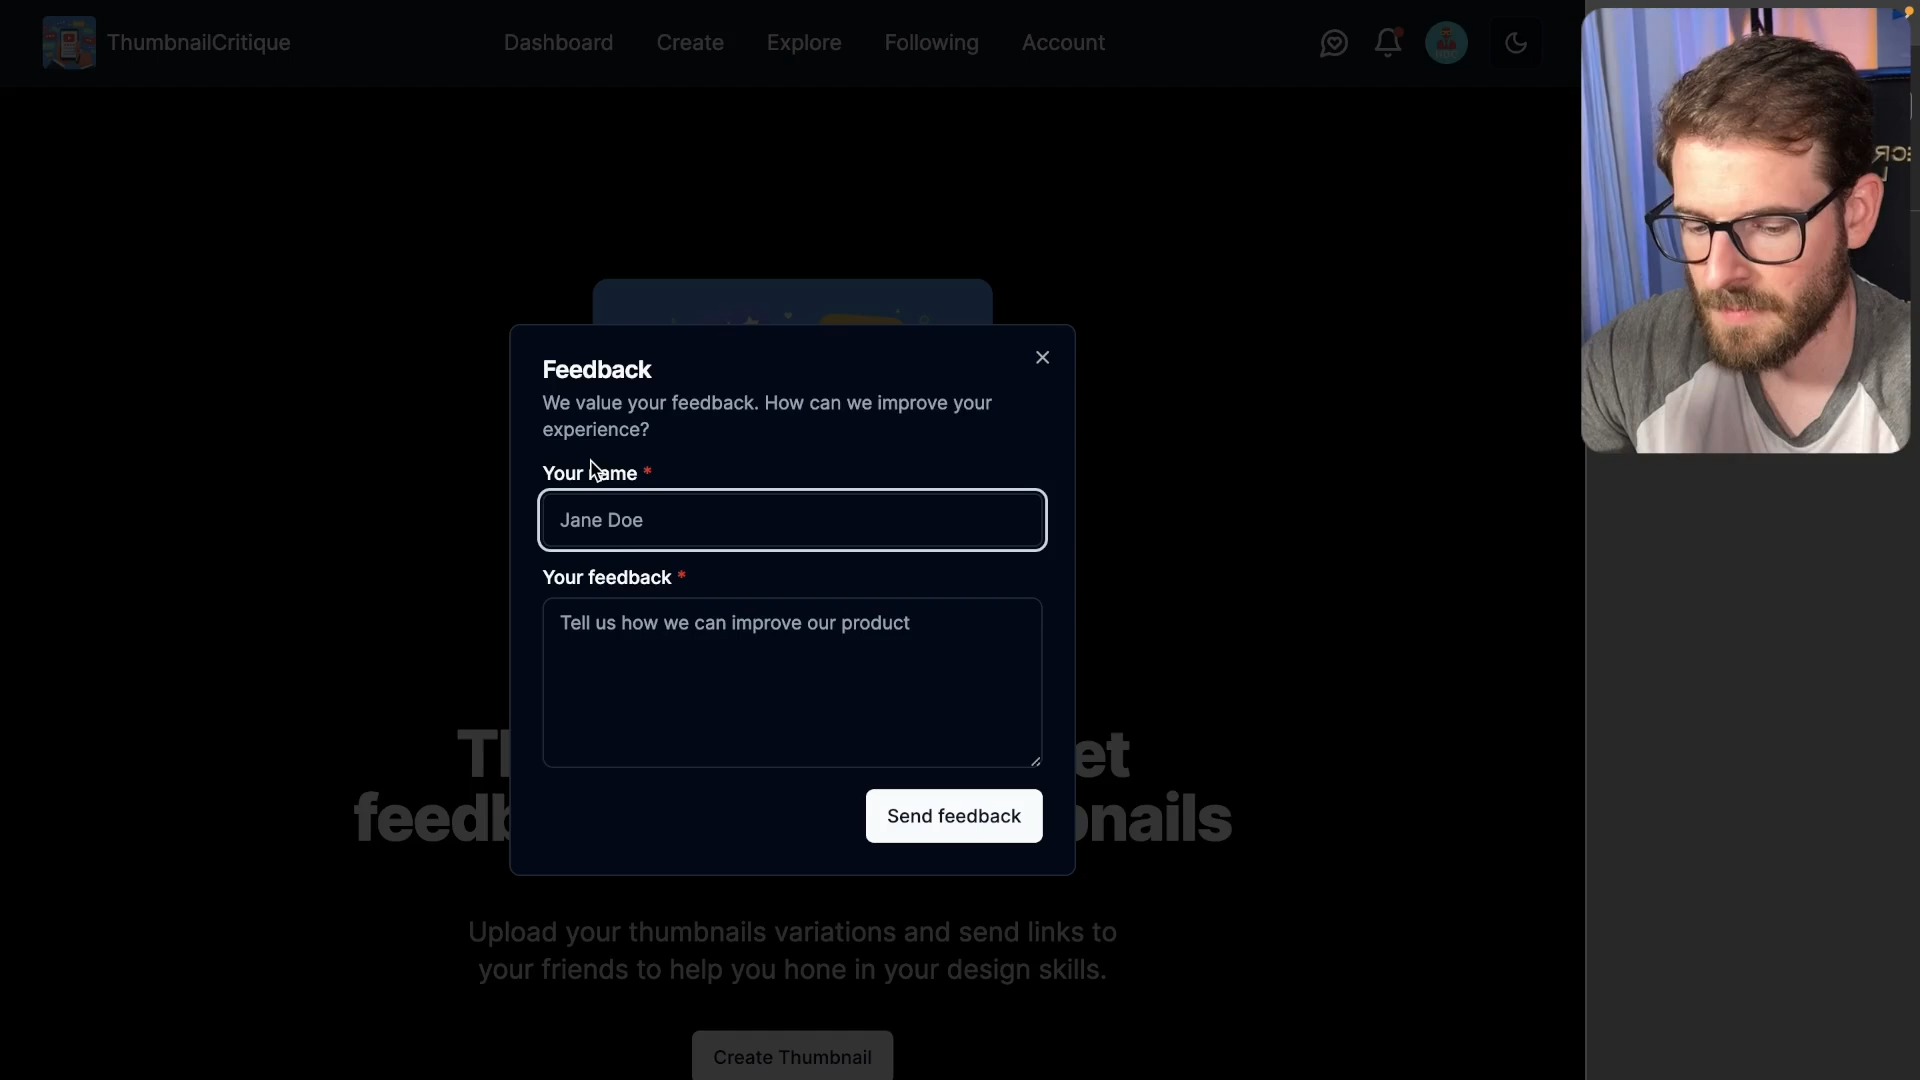 ThumbnailCritique
Dashboard
Create
Explore
Following
Account
Feedback
We value your feedback. How can we improve your
experience?
Your name *
Jane Doe
Your feedback *
Tell us how we can improve our product
Send feedback
feedb
nails
Upload your thumbnails variations and send links to
your friends to help you hone in your design skills.
Create Thumbnail